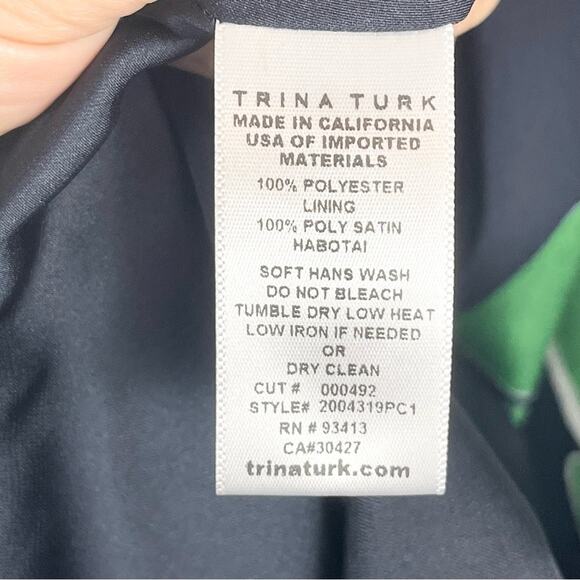 TRINA TURK
MADE IN CALIFORNIA
USA OF IMPORTED
MATERIALS
100% POLYESTER
LINING
100% POLY SATIN
HABOTAI
SOFT HANS WASH
DO NOT BLEACH
TUMBLE DRY LOW HEAT
LOW IRON IF NEEDED
OR
DRY CLEAN
CUT # 000492
STYLE# 2004319PC1
RN # 93413
CA#30427
trinaturk.com